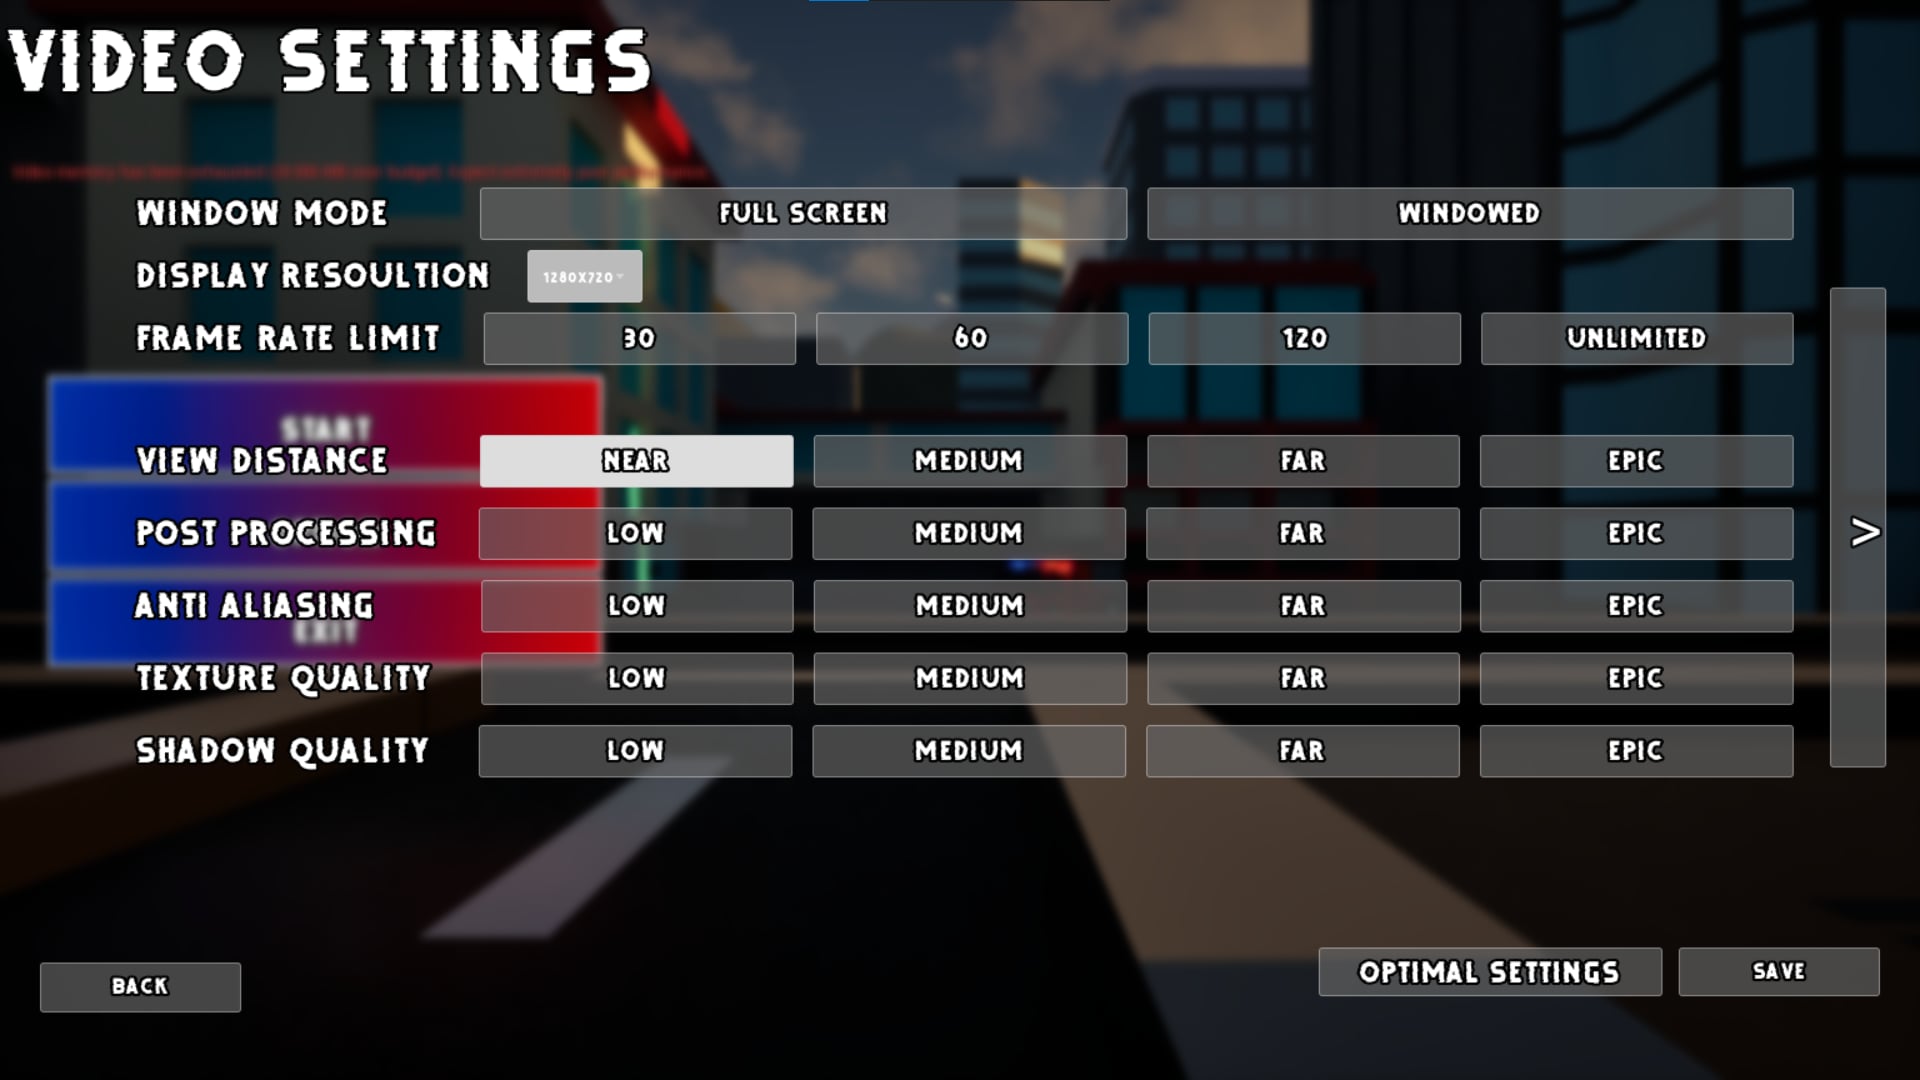 VIDEO SETTINGS
WINDOW MODE FULL SCREEN WINDOWED
DISPLAY RESOULTION 1280X720
FRAME RATE LIMIT 30 60 120 UNLIMITED
START
VIEW DISTANCE NEAR MEDIUM FAR EPIC
POST PROCESSING LOW MEDIUM FAR EPIC
ANTI ALIASING LOW MEDIUM FAR EPIC
EXIT
TEXTURE QUALITY LOW MEDIUM FAR EPIC
SHADOW QUALITY LOW MEDIUM FAR EPIC
>
OPTIMAL SETTINGS SAVE
BACK